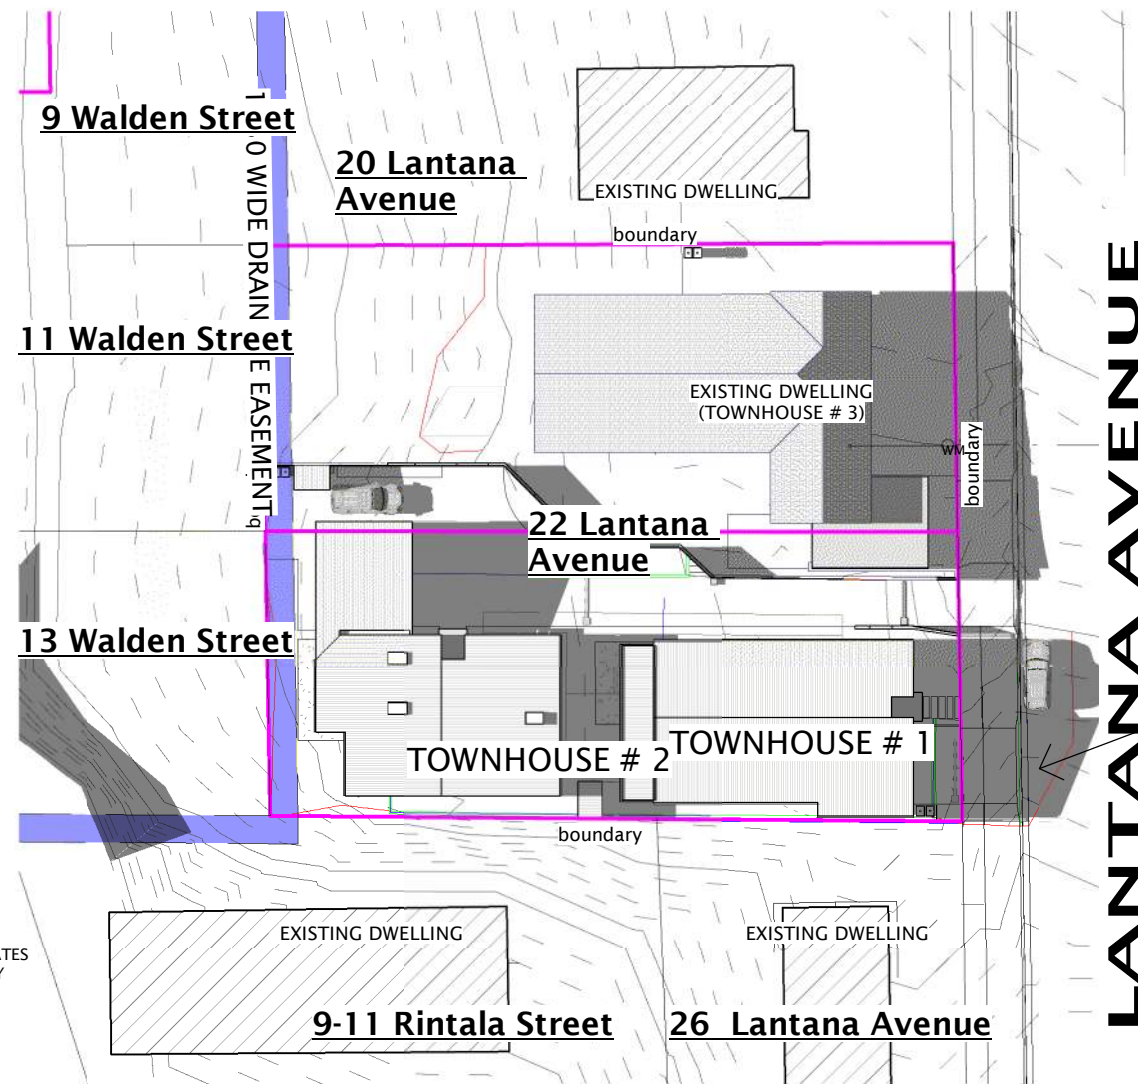 9 Walden Street
20 Lantana
Avenue
EXISTING DWELLING
boundary
0 WIDE DRAIN E EASEMENT
11 Walden Street
EXISTING DWELLING
(TOWNHOUSE # 3)
WM
boundary
LANTANA AVENUE
22 Lantana
Avenue
13 Walden Street
TOWNHOUSE # 2
TOWNHOUSE # 1
boundary
EXISTING DWELLING
EXISTING DWELLING
9-11 Rintala Street
26 Lantana Avenue